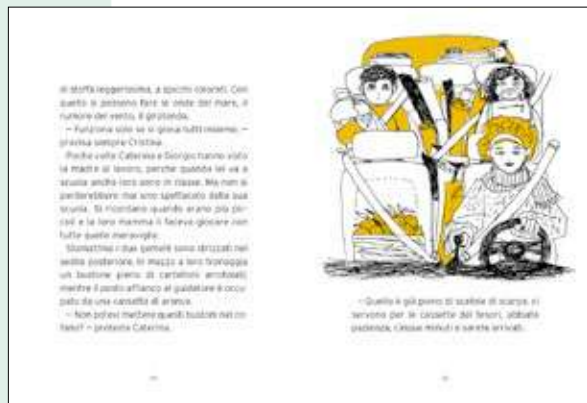 di stoffa leggerissima, a spicchi colorati. Con
questo si possono fare le onde del mare, il
rumore del vento, il girotondo.
– Funziona solo se si gioca tutti insieme, –
precisa sempre Cristina.
Poche volte Caterina e Giorgio hanno visto
la madre al lavoro, perché quando lei va a
scuola anche loro sono in classe. Ma non si
perderebbero mai uno spettacolo della sua
scuola. Si ricordano quando erano più pic-
coli e la loro mamma li faceva giocare con
tutte quelle meraviglie.
Stamattina i due gemelli sono strizzati nel
sedile posteriore, in mezzo a loro troneggia
un bustone pieno di cartelloni arrotolati,
mentre il posto affianco al guidatore è occu-
pato da una cassetta di arance.
– Non potevi mettere questi bustoni nel co-
fano? – protesta Caterina.
– Quello è già pieno di scatole di scarpe, ci
servono per le cassette dei tesori, abbiate
pazienza, cinque minuti e sarete arrivati.